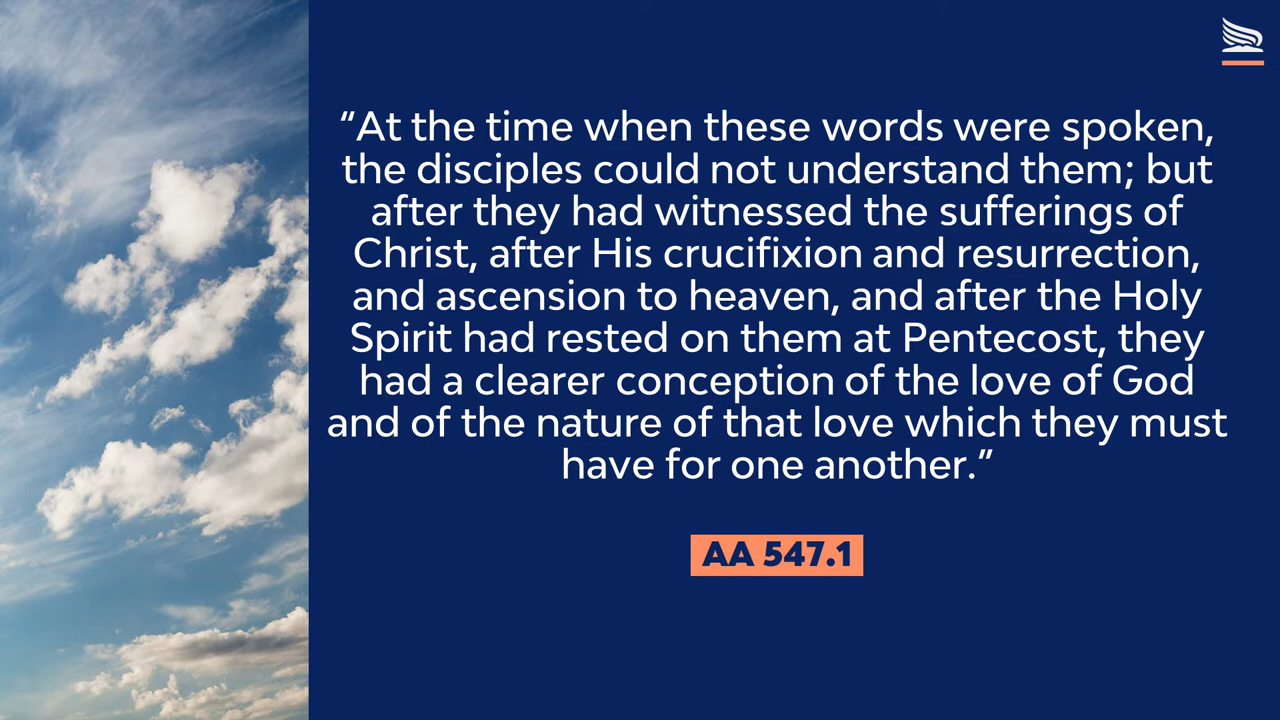 “At the time when these words were spoken,
the disciples could not understand them; but
after they had witnessed the sufferings of
Christ, after His crucifixion and resurrection,
and ascension to heaven, and after the Holy
Spirit had rested on them at Pentecost, they
had a clearer conception of the love of God
and of the nature of that love which they must
have for one another.”
AA 547.1